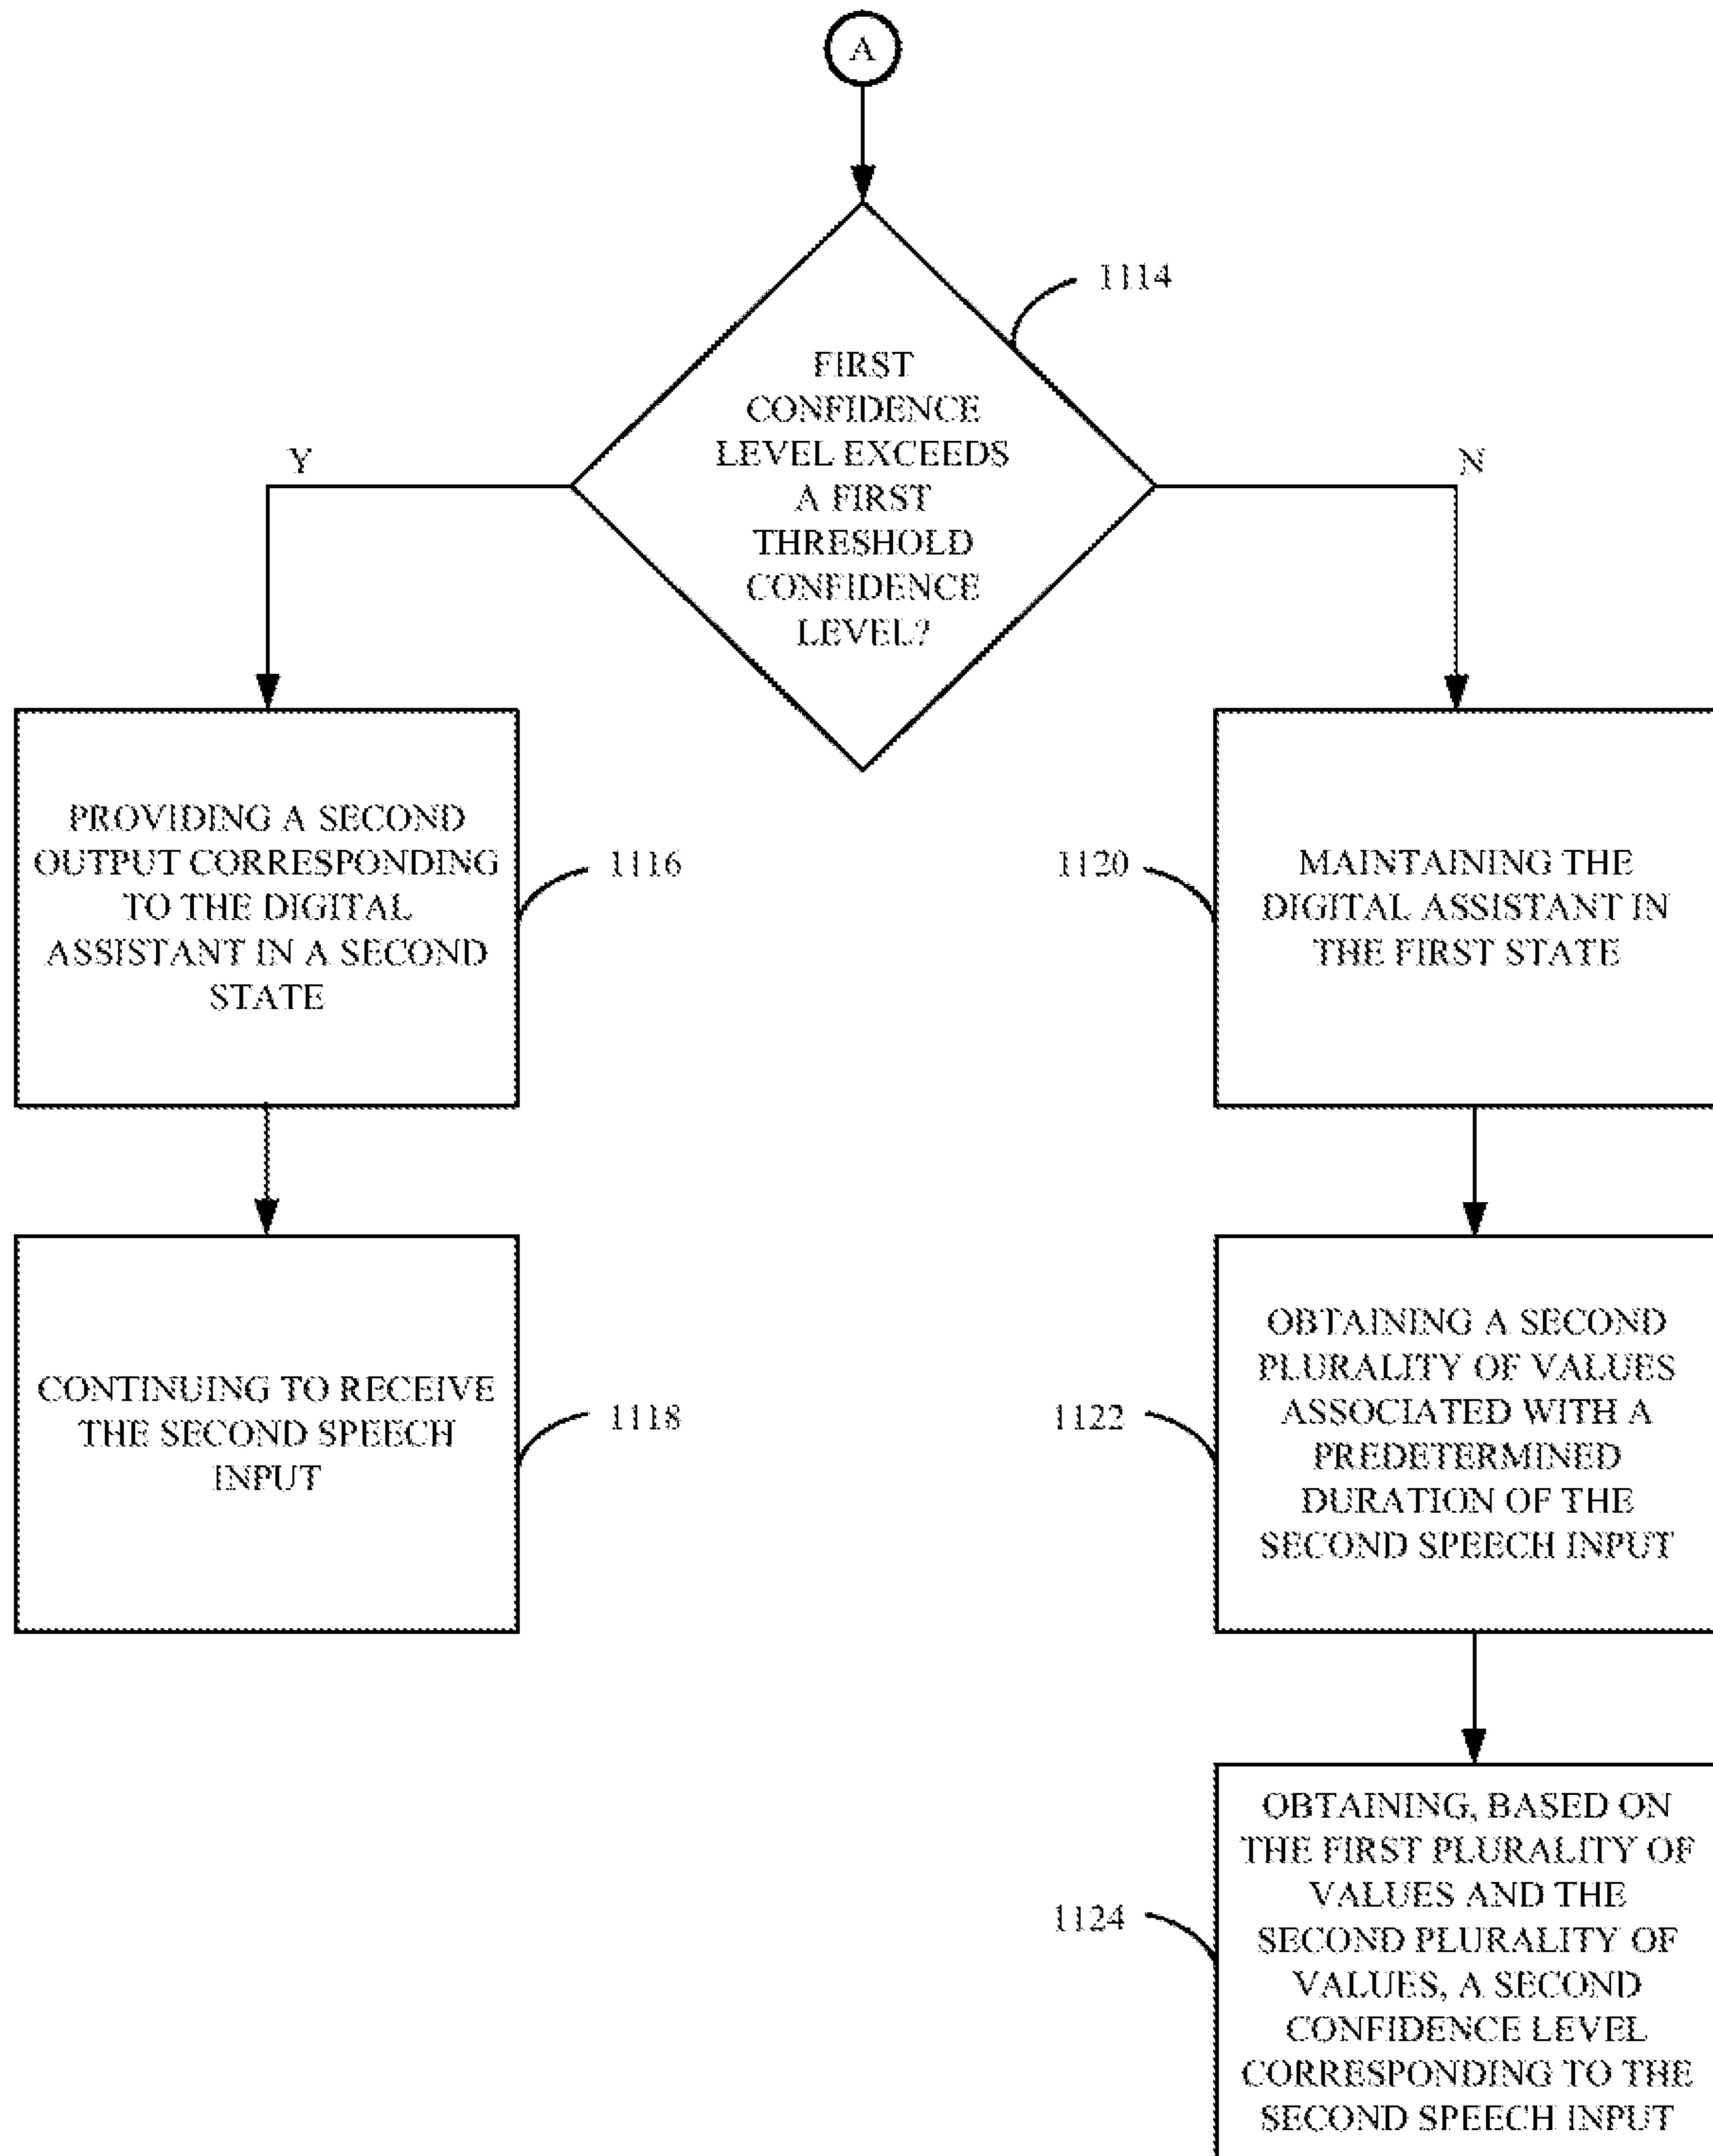 A
1114
FIRST
CONFIDENCE
LEVEL EXCEEDS
A FIRST
THRESHOLD
CONFIDENCE
LEVEL?
Y
N
PROVIDING A SECOND
OUTPUT CORRESPONDING
TO THE DIGITAL
ASSISTANT IN A SECOND
STATE
1116
1120
MAINTAINING THE
DIGITAL ASSISTANT IN
THE FIRST STATE
CONTINUING TO RECEIVE
THE SECOND SPEECH
INPUT
1118
1122
OBTAINING A SECOND
PLURALITY OF VALUES
ASSOCIATED WITH A
PREDETERMINED
DURATION OF THE
SECOND SPEECH INPUT
1124
OBTAINING, BASED ON
THE FIRST PLURALITY OF
VALUES AND THE
SECOND PLURALITY OF
VALUES, A SECOND
CONFIDENCE LEVEL
CORRESPONDING TO THE
SECOND SPEECH INPUT